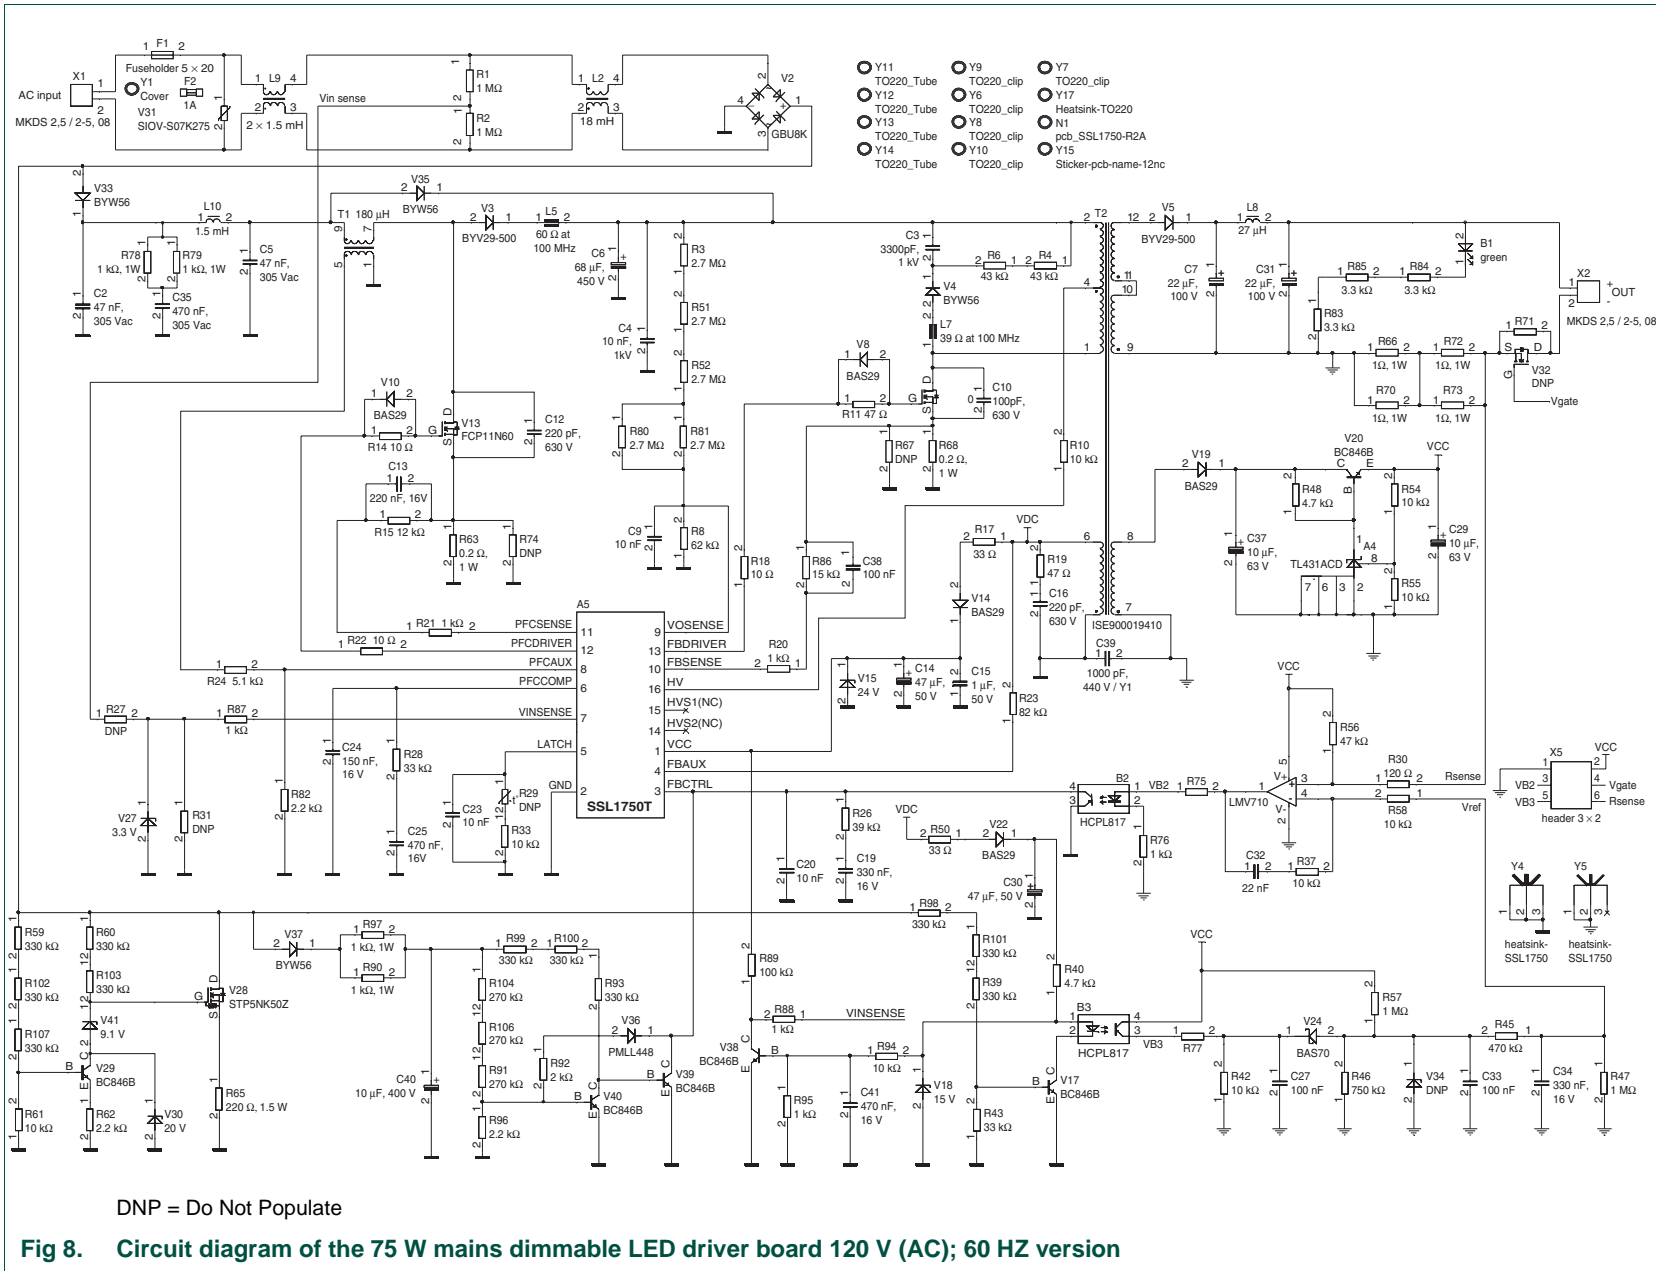 X1
AC input
MKDS 2,5 / 2-5, 08
1 F1 2
Fuseholder 5 × 20
Y1
Cover
F2
1A
V31
SIOV-S07K275
L9
2 × 1.5 mH
Vin sense
R1
1 MΩ
R2
1 MΩ
L2
18 mH
V2
GBU8K
Y11
TO220_Tube
Y12
TO220_Tube
Y13
TO220_Tube
Y14
TO220_Tube
Y9
TO220_clip
Y6
TO220_clip
Y8
TO220_clip
Y10
TO220_clip
Y7
TO220_clip
Y17
Heatsink-TO220
N1
pcb_SSL1750-R2A
Y15
Sticker-pcb-name-12nc
V33
BYW56
L10
1.5 mH
R78
1 kΩ, 1W
R79
1 kΩ, 1W
C2
47 nF,
305 Vac
C35
470 nF,
305 Vac
C5
47 nF,
305 Vac
T1 180 μH
V35
BYW56
V3
BYV29-500
L5
60 Ω at
100 MHz
C6
68 μF,
450 V
C4
10 nF,
1kV
R3
2.7 MΩ
R51
2.7 MΩ
R52
2.7 MΩ
R80
2.7 MΩ
R81
2.7 MΩ
C3
3300pF,
1 kV
R6
43 kΩ
R4
43 kΩ
V4
BYW56
L7
39 Ω at 100 MHz
T2
V5
BYV29-500
L8
27 μH
C7
22 μF,
100 V
C31
22 μF,
100 V
B1
green
R85
3.3 kΩ
R84
3.3 kΩ
R83
3.3 kΩ
X2
+
OUT
-
MKDS 2,5 / 2-5, 08
R66
1Ω, 1W
R72
1Ω, 1W
R70
1Ω, 1W
R73
1Ω, 1W
R71
V32
DNP
Vgate
V10
BAS29
R14 10 Ω
V13
FCP11N60
C12
220 pF,
630 V
C13
220 nF, 16V
R15 12 kΩ
R63
0.2 Ω,
1 W
R74
DNP
V8
BAS29
R11 47 Ω
C10
100pF,
630 V
R67
DNP
R68
0.2 Ω,
1 W
R10
10 kΩ
C9
10 nF
R8
62 kΩ
R18
10 Ω
R86
15 kΩ
C38
100 nF
R17
33 Ω
VDC
R19
47 Ω
V14
BAS29
C16
220 pF,
630 V
ISE900019410
C39
1000 pF,
440 V / Y1
V19
BAS29
V20
BC846B
VCC
R48
4.7 kΩ
R54
10 kΩ
C37
10 μF,
63 V
TL431ACD
A4
R55
10 kΩ
C29
10 μF,
63 V
A5
SSL1750T
R21 1 kΩ
PFCSENSE 11
R22 10 Ω
PFCDRIVER 12
PFCAUX 8
R24 5.1 kΩ
PFCCOMP 6
VINSENSE 7
LATCH 5
GND 2
9 VOSENSE
13 FBDRIVER
10 FBSENSE
16 HV
15 HVS1(NC)
14 HVS2(NC)
1 VCC
4 FBAUX
3 FBCTRL
R20
1 kΩ
V15
24 V
C14
47 μF,
50 V
C15
1 μF,
50 V
R23
82 kΩ
R27
DNP
R87
1 kΩ
C24
150 nF,
16 V
R28
33 kΩ
V27
3.3 V
R31
DNP
R82
2.2 kΩ
C25
470 nF,
16V
C23
10 nF
R29
DNP
R33
10 kΩ
C20
10 nF
R26
39 kΩ
C19
330 nF,
16 V
VDC
R50
33 Ω
V22
BAS29
C30
47 μF, 50 V
B2
HCPL817
VB2
R75
R76
1 kΩ
LMV710
V+
V-
VCC
R56
47 kΩ
R30
120 Ω
Rsense
R58
10 kΩ
Vref
C32
22 nF
R37
10 kΩ
X5
VCC
VB2
VB3
Vgate
Rsense
header 3 × 2
Y4
heatsink-
SSL1750
Y5
heatsink-
SSL1750
R59
330 kΩ
R102
330 kΩ
R107
330 kΩ
R61
10 kΩ
R60
330 kΩ
R103
330 kΩ
V41
9.1 V
V29
BC846B
R62
2.2 kΩ
V30
20 V
V28
STP5NK50Z
R65
220 Ω, 1.5 W
V37
BYW56
R97
1 kΩ, 1W
R90
1 kΩ, 1W
C40
10 μF, 400 V
R99
330 kΩ
R100
330 kΩ
R104
270 kΩ
R106
270 kΩ
R91
270 kΩ
R96
2.2 kΩ
R93
330 kΩ
R92
2 kΩ
V36
PMLL448
V40
BC846B
V39
BC846B
R89
100 kΩ
R88
1 kΩ
VINSENSE
V38
BC846B
R95
1 kΩ
R94
10 kΩ
C41
470 nF,
16 V
V18
15 V
R98
330 kΩ
R101
330 kΩ
R39
330 kΩ
R43
33 kΩ
R40
4.7 kΩ
V17
BC846B
B3
HCPL817
VB3
R77
VCC
R57
1 MΩ
V24
BAS70
R45
470 kΩ
R42
10 kΩ
C27
100 nF
R46
750 kΩ
V34
DNP
C33
100 nF
C34
330 nF,
16 V
R47
1 MΩ
DNP = Do Not Populate
Fig 8. Circuit diagram of the 75 W mains dimmable LED driver board 120 V (AC); 60 HZ version